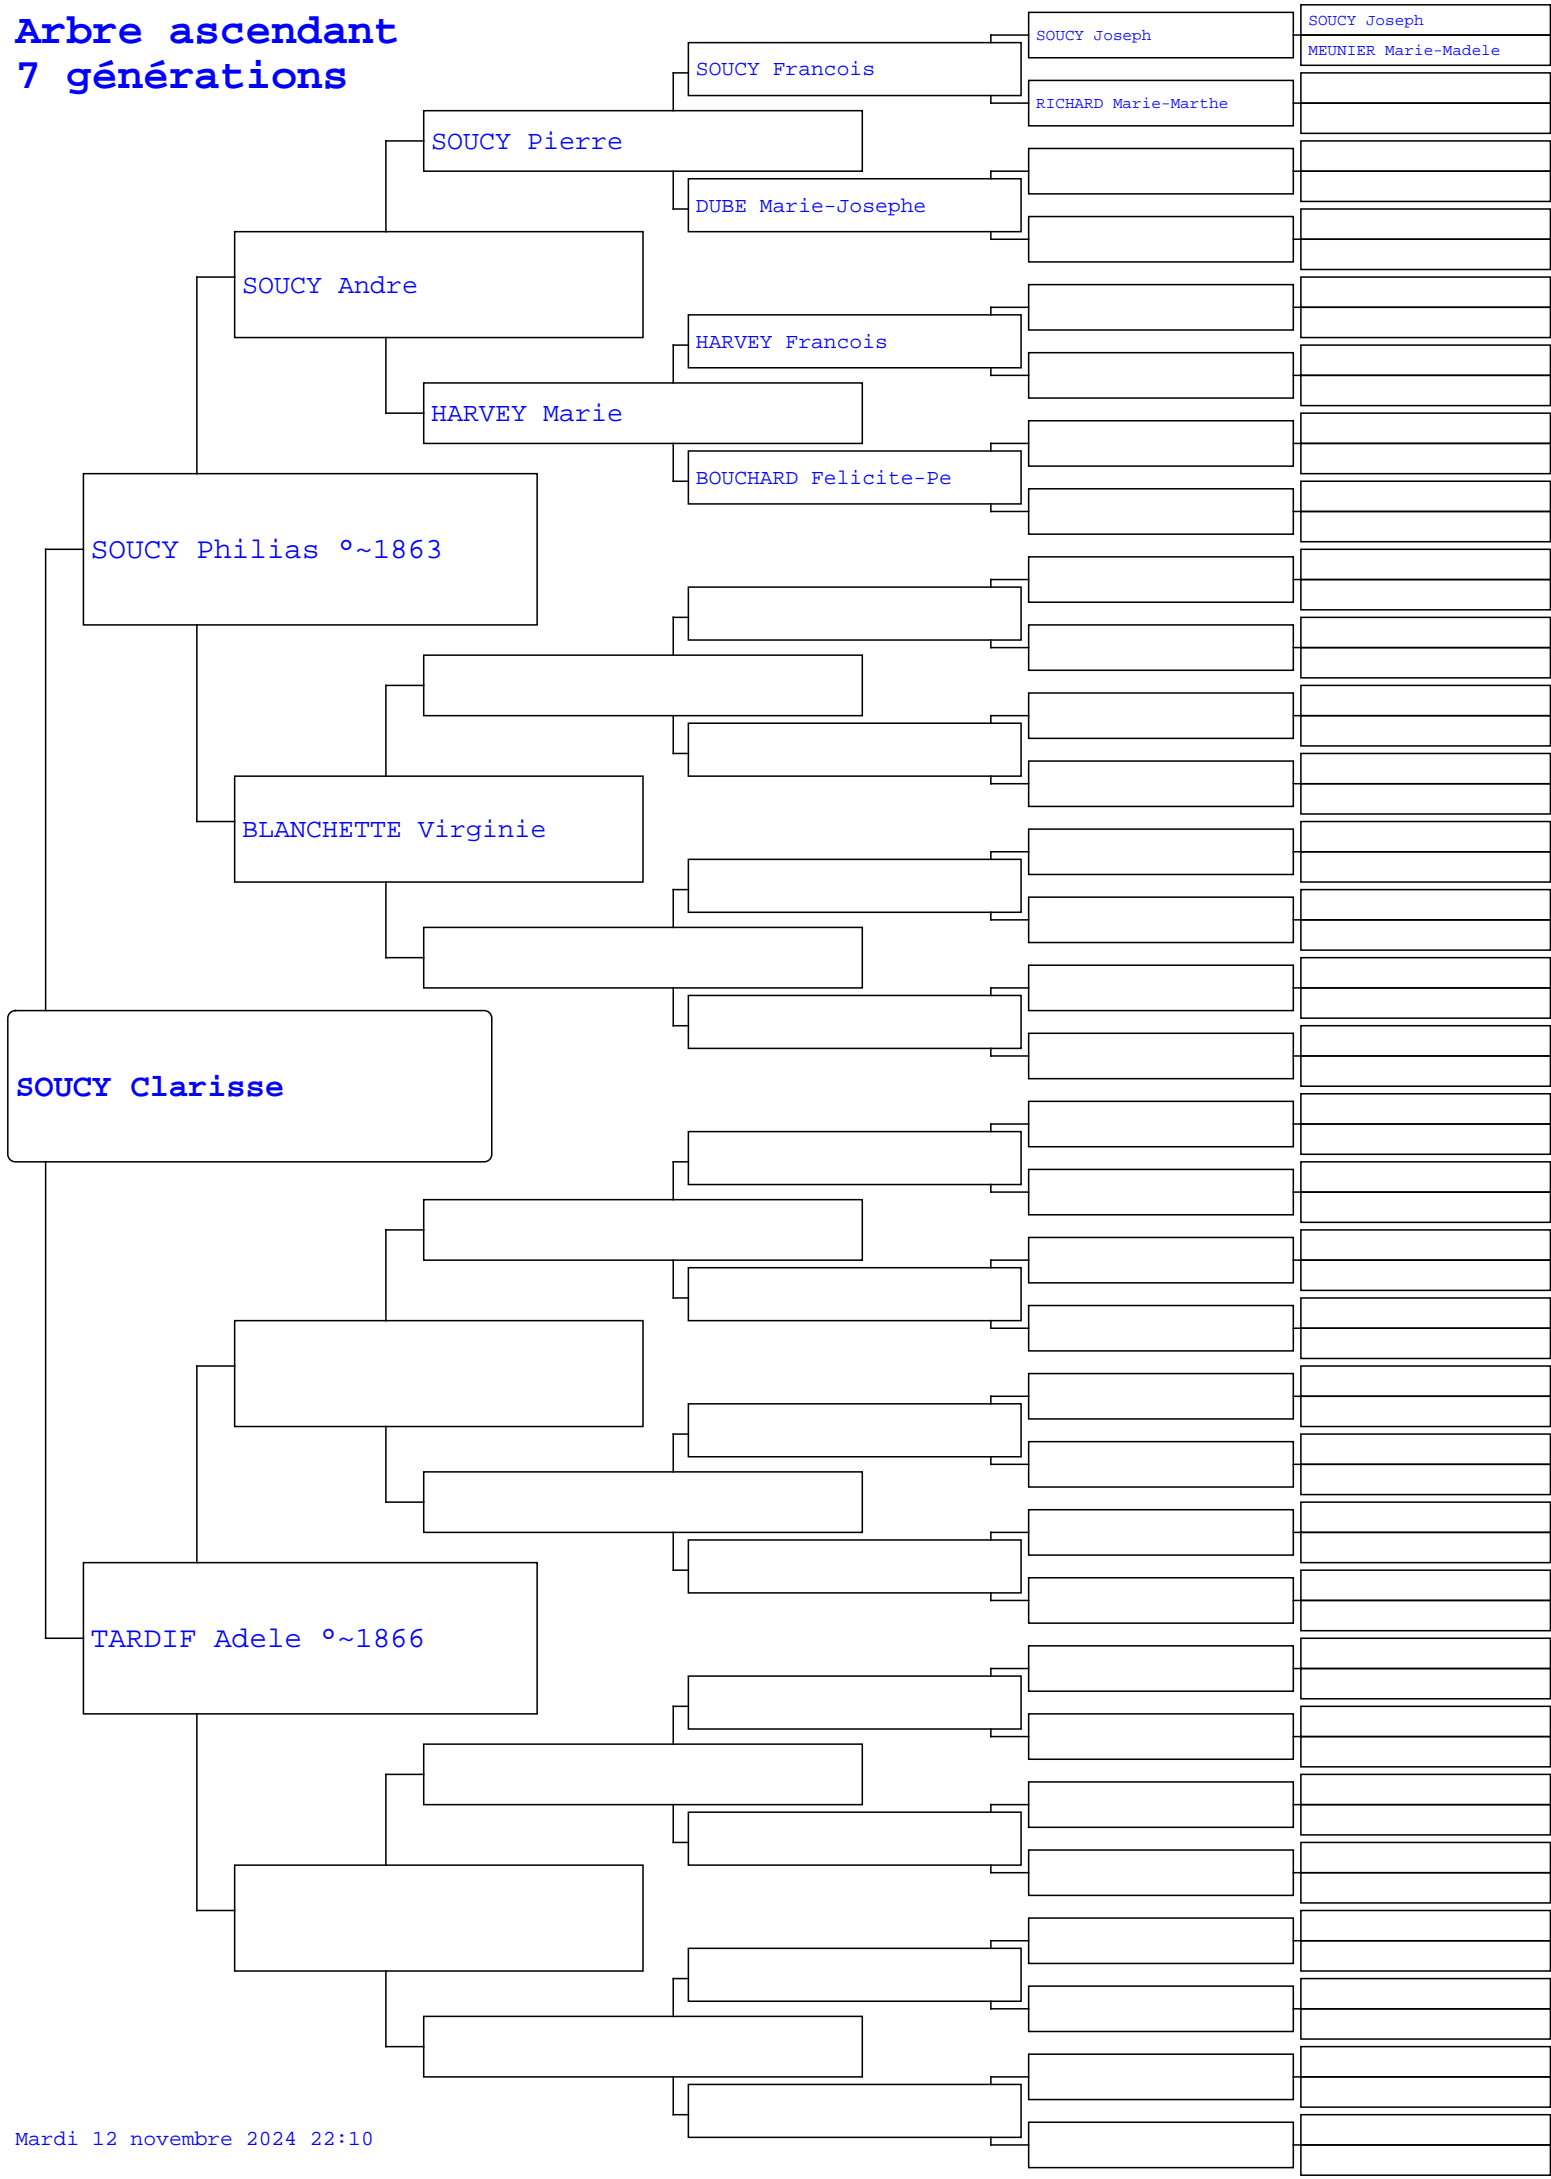 Arbre ascendant
7 générations
SOUCY Joseph
MEUNIER Marie-Madele
SOUCY Joseph
RICHARD Marie-Marthe
SOUCY Francois
SOUCY Pierre
DUBE Marie-Josephe
SOUCY Andre
HARVEY Francois
HARVEY Marie
BOUCHARD Felicite-Pe
SOUCY Philias °~1863
BLANCHETTE Virginie
SOUCY Clarisse
TARDIF Adele °~1866
Mardi 12 novembre 2024 22:10